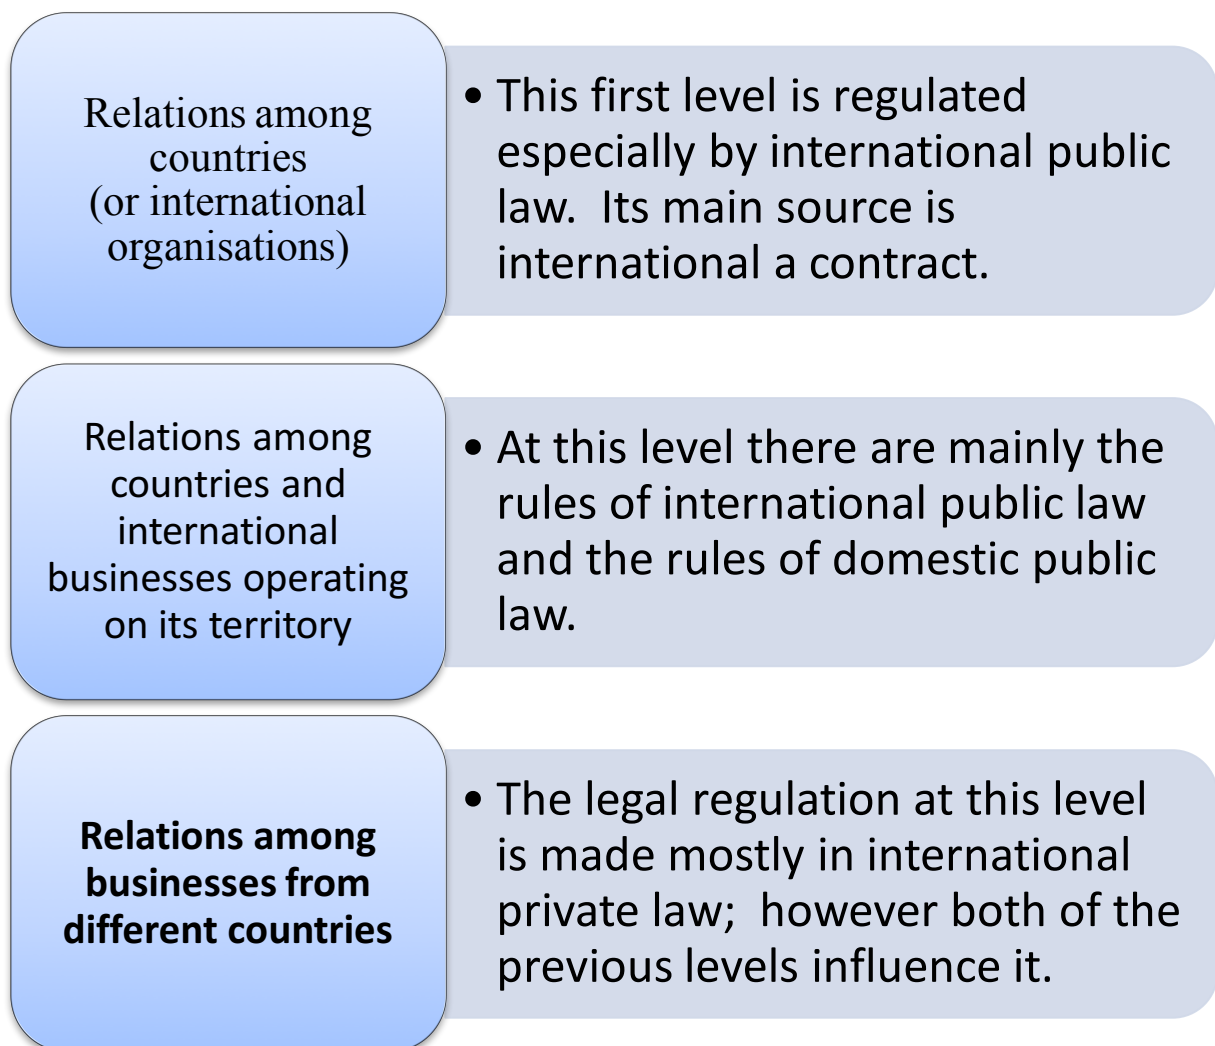 Relations among
countries
(or international
organisations)
• This first level is regulated
especially by international public
law.  Its main source is
international a contract.
Relations among
countries and
international
businesses operating
on its territory
• At this level there are mainly the
rules of international public law
and the rules of domestic public
law.
Relations among
businesses from
different countries
• The legal regulation at this level
is made mostly in international
private law;  however both of the
previous levels influence it.